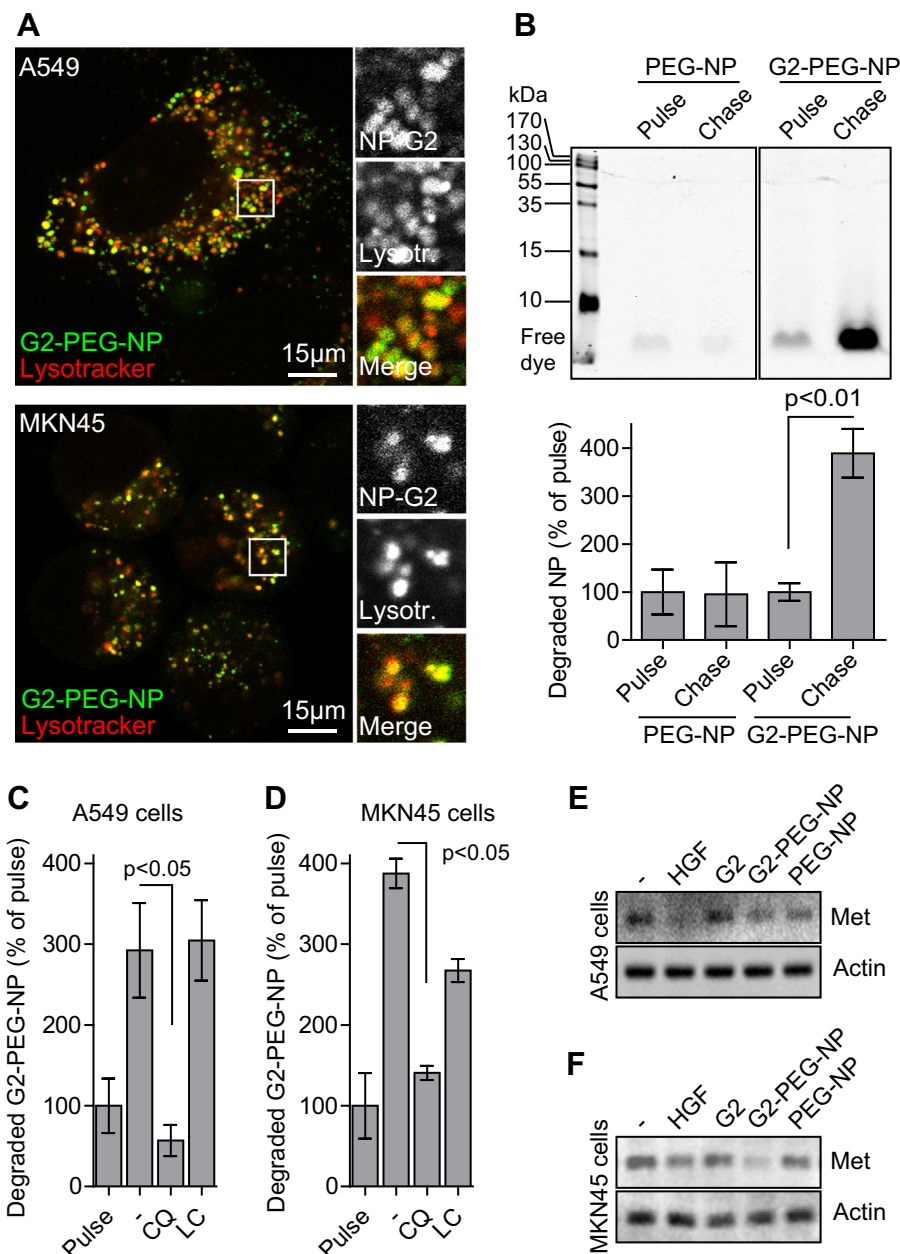 A
A549
NP-G2
Lysotr.
G2-PEG-NP
Lysotracker
15µm
Merge
MKN45
NP-G2
Lysotr.
G2-PEG-NP
Lysotracker
15µm
Merge
B
PEG-NP
G2-PEG-NP
kDa
Pulse
Chase
Pulse
Chase
170
130
100
55
35
15
10
Free
dye
p<0.01
Degraded NP (% of pulse)
400
300
200
100
0
Pulse
Chase
Pulse
Chase
PEG-NP
G2-PEG-NP
C
A549 cells
Degraded G2-PEG-NP (% of pulse)
p<0.05
400
300
200
100
0
Pulse
-
CQ
LC
D
MKN45 cells
Degraded G2-PEG-NP (% of pulse)
p<0.05
400
300
200
100
0
Pulse
-
CQ
LC
E
-
HGF
G2
G2-PEG-NP
PEG-NP
A549 cells
Met
Actin
F
-
HGF
G2
G2-PEG-NP
PEG-NP
MKN45 cells
Met
Actin